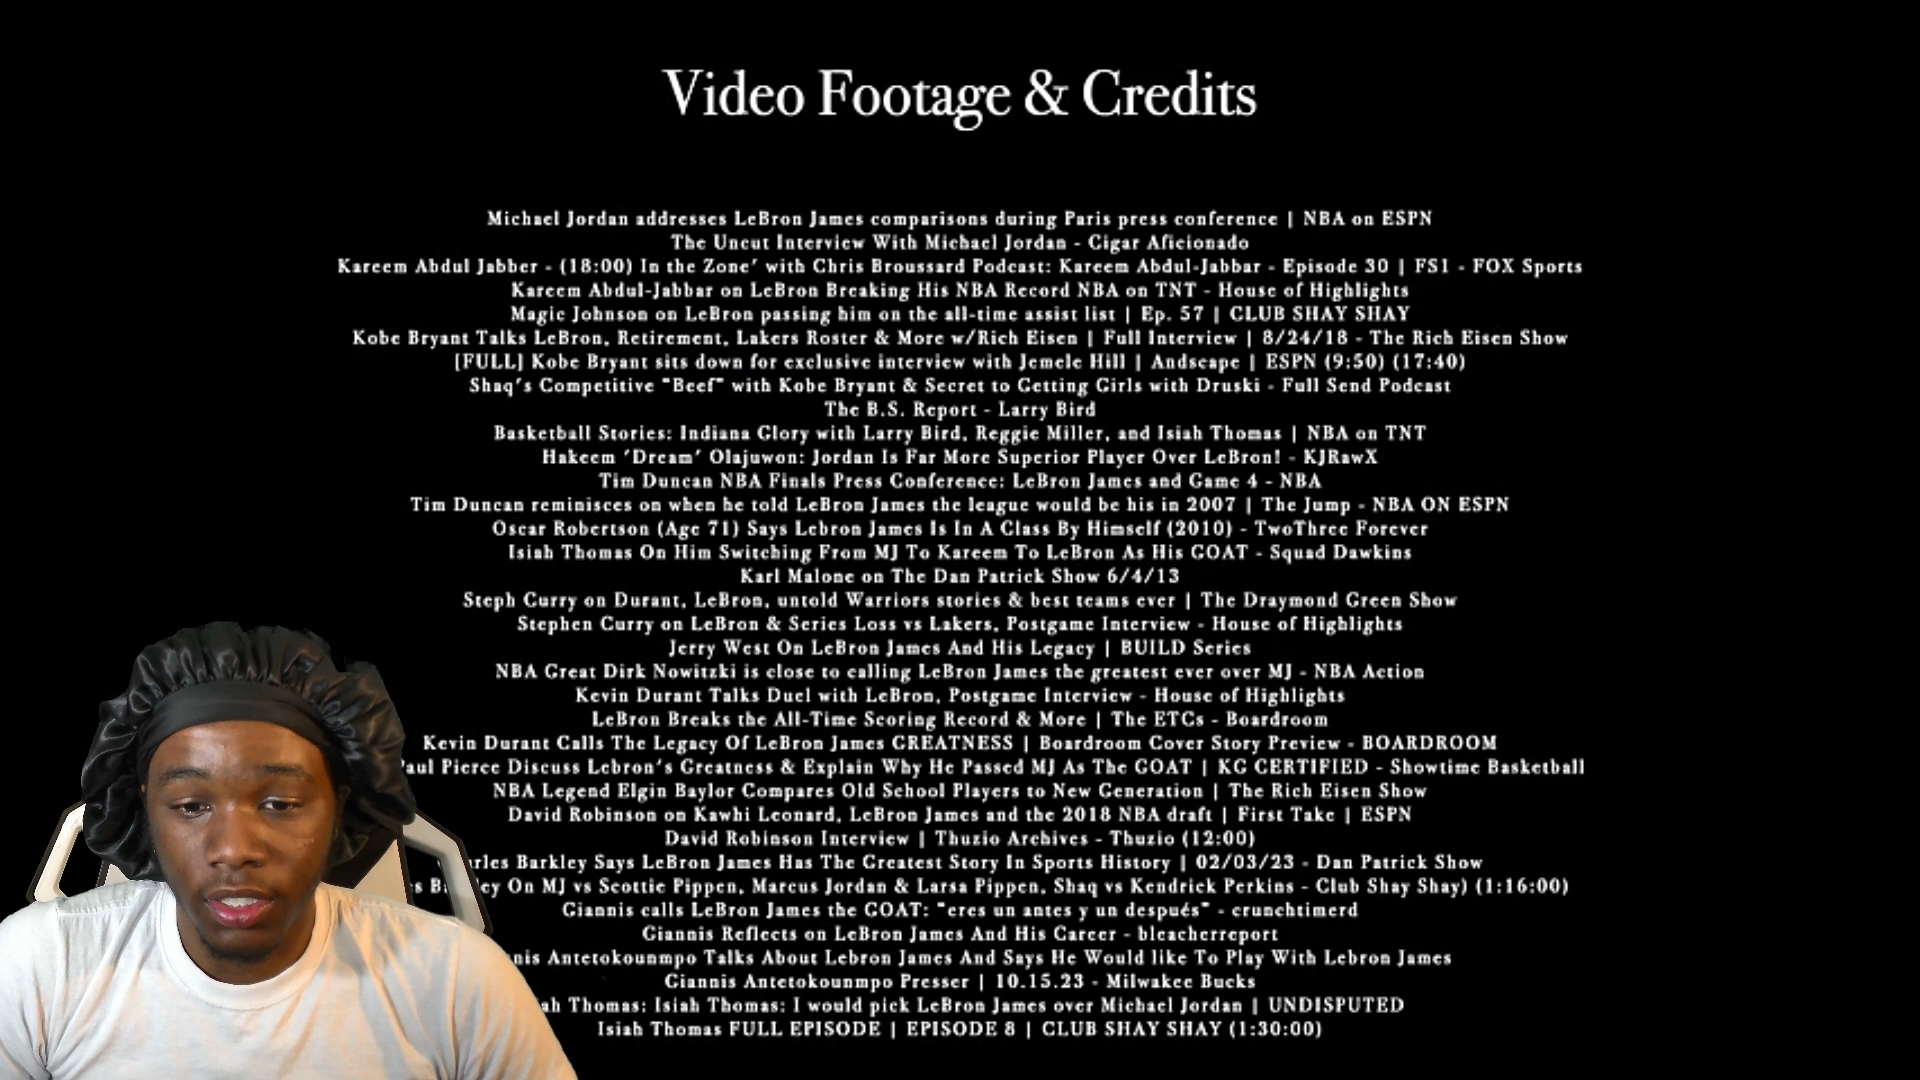 Video Footage & Credits
Michael Jordan addresses LeBron James comparisons during Paris press conference | NBA on ESPN
The Uncut Interview With Michael Jordan - Cigar Aficionado
Kareem Abdul Jabber - (18:00) In the Zone' with Chris Broussard Podcast: Kareem Abdul-Jabbar - Episode 30 | FS1 - FOX Sports
Kareem Abdul-Jabbar on LeBron Breaking His NBA Record NBA on TNT - House of Highlights
Magic Johnson on LeBron passing him on the all-time assist list | Ep. 57 | CLUB SHAY SHAY
Kobe Bryant Talks LeBron, Retirement, Lakers Roster & More w/Rich Eisen | Full Interview | 8/24/18 - The Rich Eisen Show
[FULL] Kobe Bryant sits down for exclusive interview with Jemele Hill | Andscape | ESPN (9:50) (17:40)
Shaq's Competitive "Beef" with Kobe Bryant & Secret to Getting Girls with Druski - Full Send Podcast
The B.S. Report - Larry Bird
Basketball Stories: Indiana Glory with Larry Bird, Reggie Miller, and Isiah Thomas | NBA on TNT
Hakeem 'Dream' Olajuwon: Jordan Is Far More Superior Player Over LeBron! - KJRawX
Tim Duncan NBA Finals Press Conference: LeBron James and Game 4 - NBA
Tim Duncan reminisces on when he told LeBron James the league would be his in 2007 | The Jump - NBA ON ESPN
Oscar Robertson (Age 71) Says Lebron James Is In A Class By Himself (2010) - TwoThree Forever
Isiah Thomas On Him Switching From MJ To Kareem To LeBron As His GOAT - Squad Dawkins
Karl Malone on The Dan Patrick Show 6/4/13
Steph Curry on Durant, LeBron, untold Warriors stories & best teams ever | The Draymond Green Show
Stephen Curry on LeBron & Series Loss vs Lakers, Postgame Interview - House of Highlights
Jerry West On LeBron James And His Legacy | BUILD Series
NBA Great Dirk Nowitzki is close to calling LeBron James the greatest ever over MJ - NBA Action
Kevin Durant Talks Duel with LeBron, Postgame Interview - House of Highlights
LeBron Breaks the All-Time Scoring Record & More | The ETCs - Boardroom
Kevin Durant Calls The Legacy Of LeBron James GREATNESS | Boardroom Cover Story Preview - BOARDROOM
Paul Pierce Discuss Lebron's Greatness & Explain Why He Passed MJ As The GOAT | KG CERTIFIED - Showtime Basketball
NBA Legend Elgin Baylor Compares Old School Players to New Generation | The Rich Eisen Show
David Robinson on Kawhi Leonard, LeBron James and the 2018 NBA draft | First Take | ESPN
David Robinson Interview | Thuzio Archives - Thuzio (12:00)
rles Barkley Says LeBron James Has The Greatest Story In Sports History | 02/03/23 - Dan Patrick Show
On MJ vs Scottie Pippen, Marcus Jordan & Larsa Pippen, Shaq vs Kendrick Perkins - Club Shay Shay) (1:16:00)
Giannis calls LeBron James the GOAT: "eres un antes y un después" - crunchtimerd
Giannis Reflects on LeBron James And His Career - bleacherreport
nis Antetokounmpo Talks About Lebron James And Says He Would like To Play With Lebron James
Giannis Antetokounmpo Presser | 10.15.23 - Milwakee Bucks
ah Thomas: Isiah Thomas: I would pick LeBron James over Michael Jordan | UNDISPUTED
Isiah Thomas FULL EPISODE | EPISODE 8 | CLUB SHAY SHAY (1:30:00)